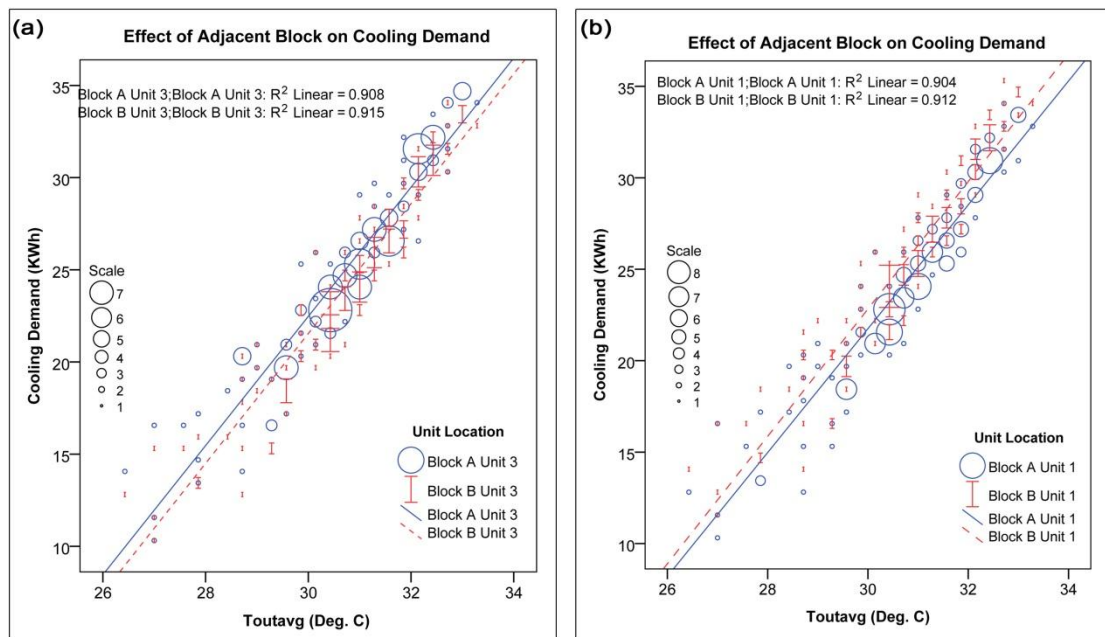 (a)
Effect of Adjacent Block on Cooling Demand
Block A Unit 3;Block A Unit 3: R² Linear = 0.908
Block B Unit 3;Block B Unit 3: R² Linear = 0.915
Cooling Demand (KWh)
35
30
25
20
15
10
Scale
7
6
5
4
3
2
1
Unit Location
Block A Unit 3
Block B Unit 3
Block A Unit 3
Block B Unit 3
26 28 30 32 34
Toutavg (Deg. C)
(b)
Effect of Adjacent Block on Cooling Demand
Block A Unit 1;Block A Unit 1: R² Linear = 0.904
Block B Unit 1;Block B Unit 1: R² Linear = 0.912
Cooling Demand (KWh)
35
30
25
20
15
10
Scale
8
7
6
5
4
3
2
1
Unit Location
Block A Unit 1
Block B Unit 1
Block A Unit 1
Block B Unit 1
26 28 30 32 34
Toutavg (Deg. C)